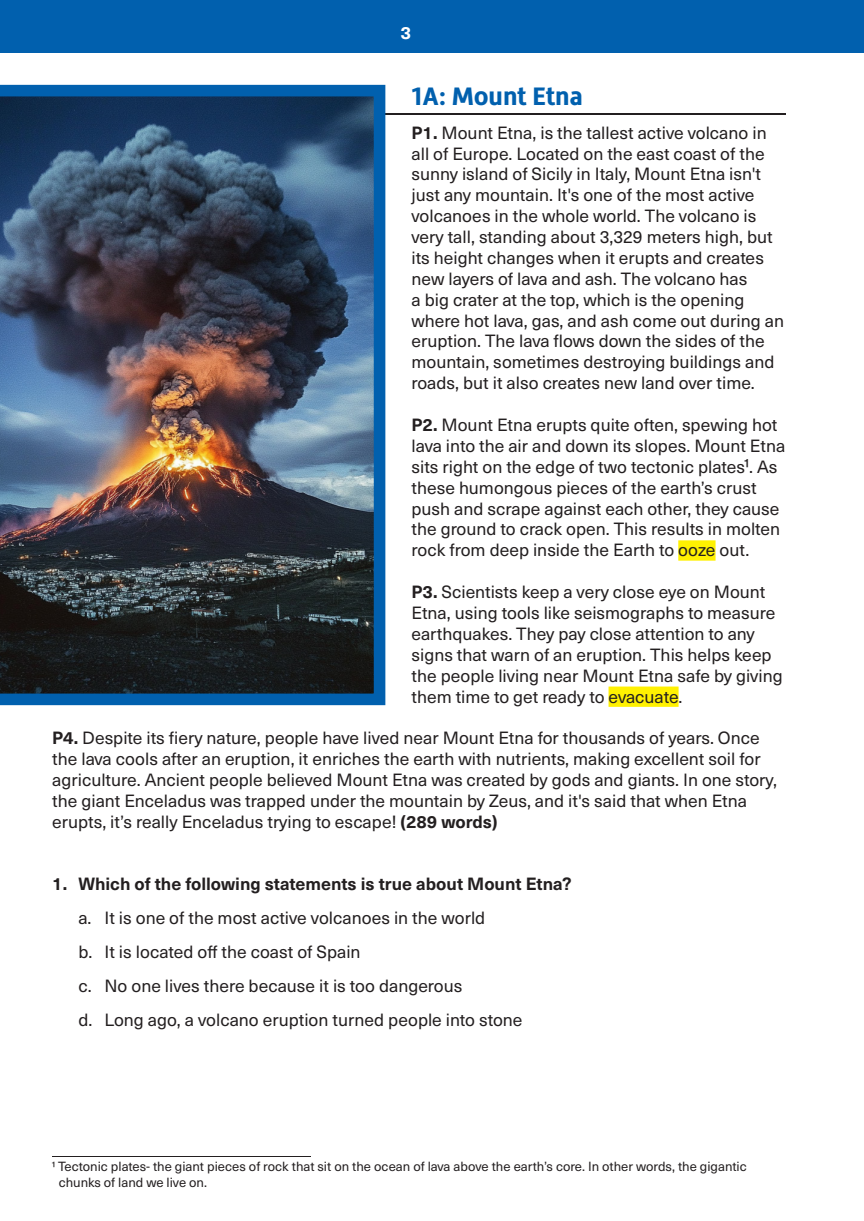 3
1A: Mount Etna
P1. Mount Etna, is the tallest active volcano in
all of Europe. Located on the east coast of the
sunny island of Sicily in Italy, Mount Etna isn't
just any mountain. It's one of the most active
volcanoes in the whole world. The volcano is
very tall, standing about 3,329 meters high, but
its height changes when it erupts and creates
new layers of lava and ash. The volcano has
a big crater at the top, which is the opening
where hot lava, gas, and ash come out during an
eruption. The lava flows down the sides of the
mountain, sometimes destroying buildings and
roads, but it also creates new land over time.
P2. Mount Etna erupts quite often, spewing hot
lava into the air and down its slopes. Mount Etna
sits right on the edge of two tectonic plates¹. As
these humongous pieces of the earth’s crust
push and scrape against each other, they cause
the ground to crack open. This results in molten
rock from deep inside the Earth to ooze out.
P3. Scientists keep a very close eye on Mount
Etna, using tools like seismographs to measure
earthquakes. They pay close attention to any
signs that warn of an eruption. This helps keep
the people living near Mount Etna safe by giving
them time to get ready to evacuate.
P4. Despite its fiery nature, people have lived near Mount Etna for thousands of years. Once
the lava cools after an eruption, it enriches the earth with nutrients, making excellent soil for
agriculture. Ancient people believed Mount Etna was created by gods and giants. In one story,
the giant Enceladus was trapped under the mountain by Zeus, and it's said that when Etna
erupts, it’s really Enceladus trying to escape! (289 words)
1. Which of the following statements is true about Mount Etna?
a. It is one of the most active volcanoes in the world
b. It is located off the coast of Spain
c. No one lives there because it is too dangerous
d. Long ago, a volcano eruption turned people into stone
¹ Tectonic plates- the giant pieces of rock that sit on the ocean of lava above the earth’s core. In other words, the gigantic
chunks of land we live on.